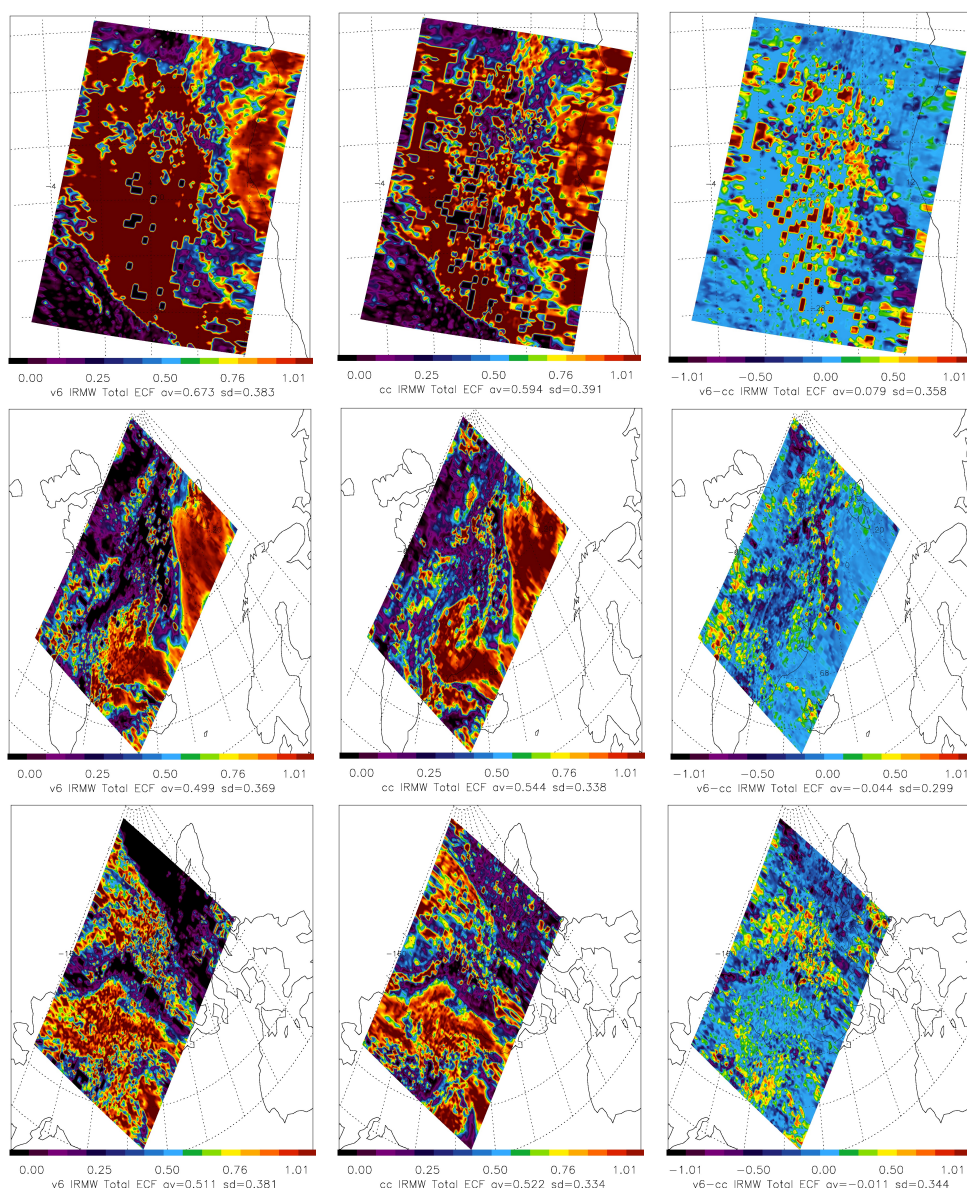 -4
-4
-4
0.00 0.25 0.50 0.75 1.01
v6 IRMW Total ECF av=0.673 sd=0.383
0.00 0.25 0.50 0.76 1.01
cc IRMW Total ECF av=0.594 sd=0.391
-1.01 -0.50 0.00 0.50 1.01
v6-cc IRMW Total ECF av=0.079 sd=0.358
68
0.00 0.25 0.50 0.76 1.01
v6 IRMW Total ECF av=0.499 sd=0.369
0.00 0.25 0.50 0.76 1.01
cc IRMW Total ECF av=0.544 sd=0.338
-1.01 -0.50 0.00 0.50 1.01
v6-cc IRMW Total ECF av=-0.044 sd=0.299
0.00 0.25 0.50 0.76 1.01
v6 IRMW Total ECF av=0.511 sd=0.381
0.00 0.25 0.50 0.76 1.01
cc IRMW Total ECF av=0.522 sd=0.334
-1.01 -0.50 0.00 0.50 1.01
v6-cc IRMW Total ECF av=-0.011 sd=0.344